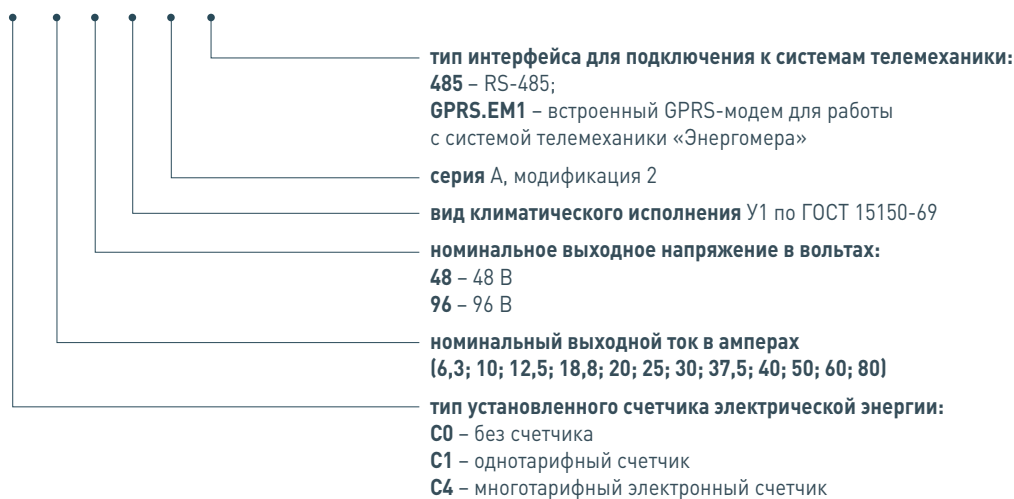 тип интерфейса для подключения к системам телемеханики:
485 – RS-485;
GPRS.EM1 – встроенный GPRS-модем для работы
с системой телемеханики «Энергомера»
серия А, модификация 2
вид климатического исполнения У1 по ГОСТ 15150-69
номинальное выходное напряжение в вольтах:
48 – 48 В
96 – 96 В
номинальный выходной ток в амперах
(6,3; 10; 12,5; 18,8; 20; 25; 30; 37,5; 40; 50; 60; 80)
тип установленного счетчика электрической энергии:
С0 – без счетчика
С1 – однотарифный счетчик
С4 – многотарифный электронный счетчик